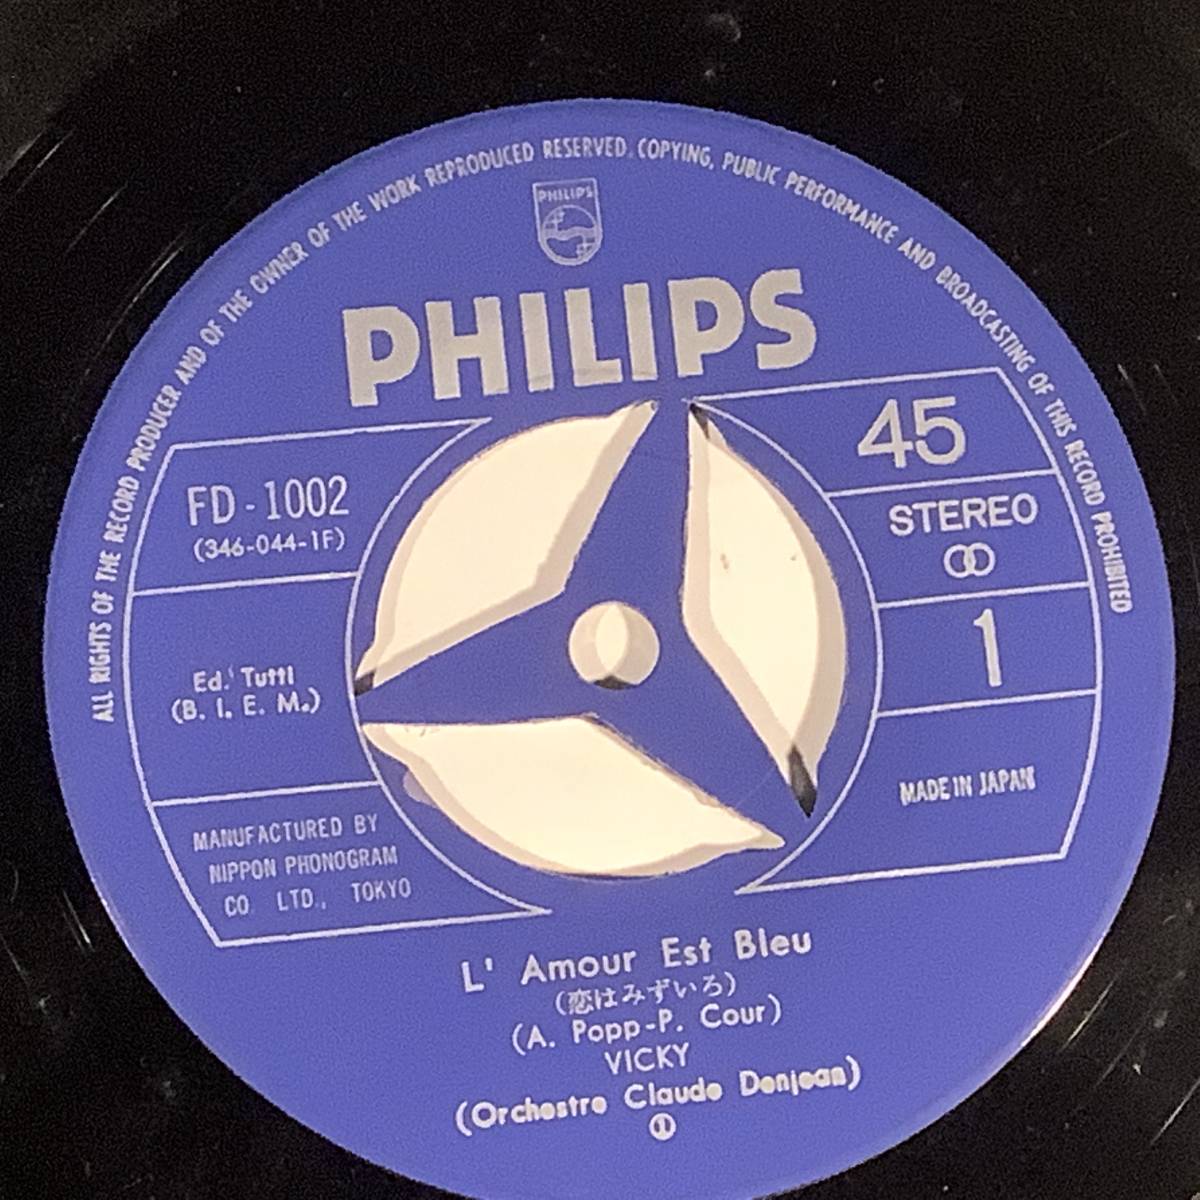 ALL RIGHTS OF THE RECORD PRODUCER AND OF THE OWNER OF THE WORK REPRODUCED RESERVED. COPYING, PUBLIC PERFORMANCE AND BROADCASTING OF THIS RECORD PROHIBITED
PHILIPS
PHILIPS
FD-1002
(346-044-1F)
45
STEREO
1
Ed. Tutti
(B. I. E. M.)
MADE IN JAPAN
MANUFACTURED BY
NIPPON PHONOGRAM
CO. LTD., TOKYO
L' Amour Est Bleu
(恋はみずいろ)
(A. Popp-P. Cour)
VICKY
(Orchestre Claude Denjean)
①